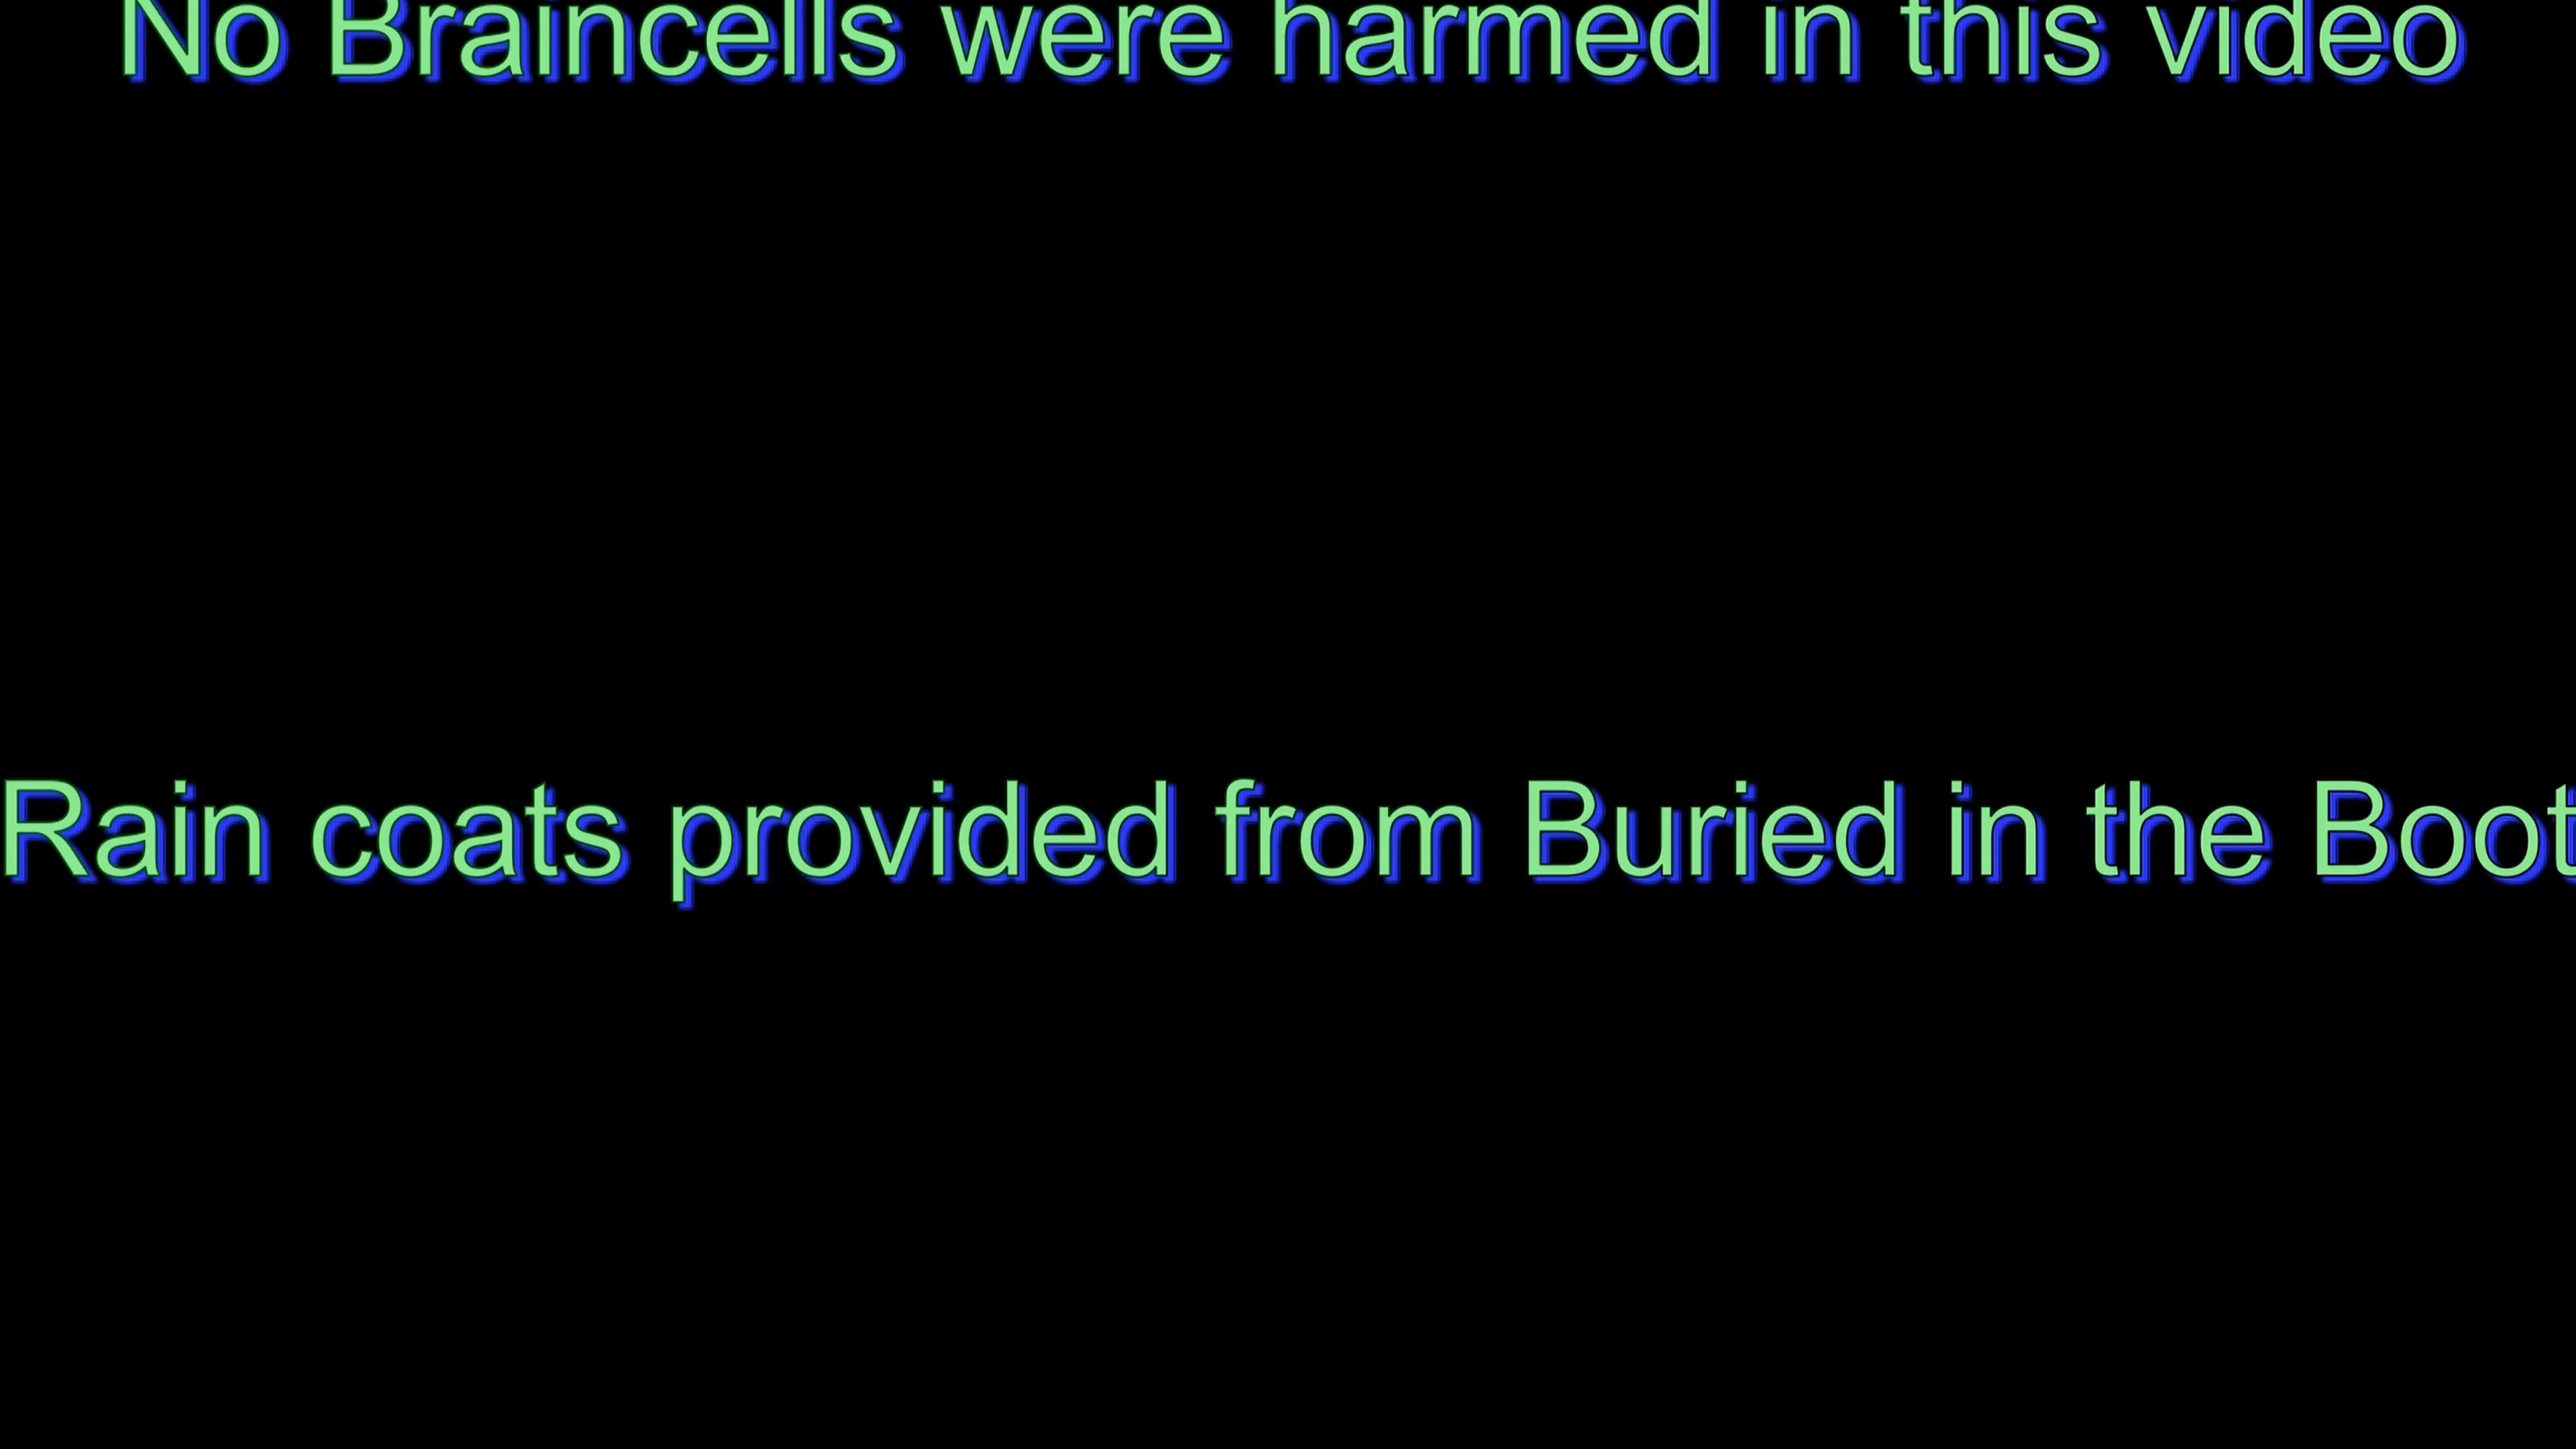 No Braincells were harmed in this video
Rain coats provided from Buried in the Boot